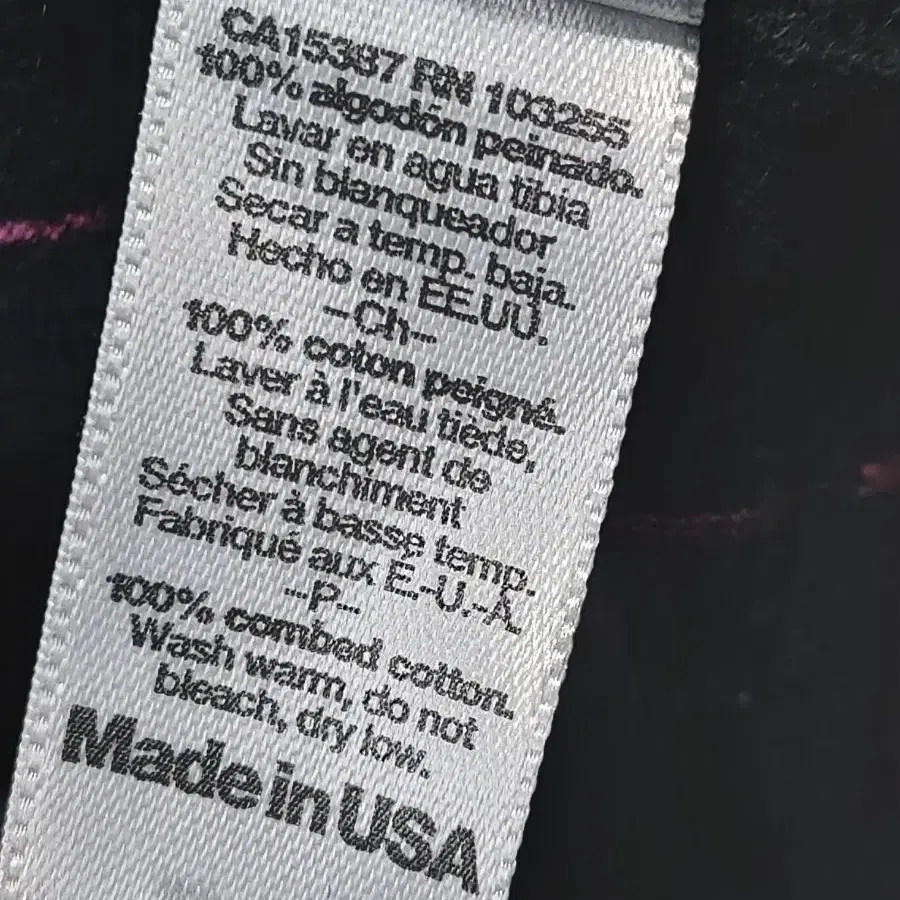 CA15387 RN 103255
100% algodón peinado.
Lavar en agua tibia
Sin blanqueador
Secar a temp. baja.
Hecho en EE.UU.
--Ch--
100% coton peigné.
Laver à l'eau tiède,
Sans agent de
blanchiment
Sécher à basse temp.
Fabriqué aux E.-U.-A.
--P--
100% combed cotton.
Wash warm, do not
bleach, dry low.
Made in USA